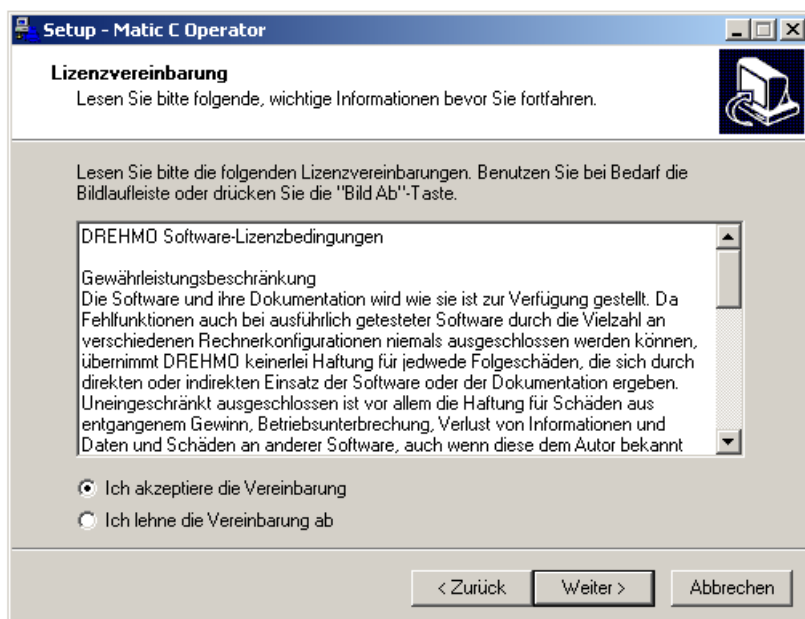 Setup - Matic C Operator
Lizenzvereinbarung
Lesen Sie bitte folgende, wichtige Informationen bevor Sie fortfahren.
Lesen Sie bitte die folgenden Lizenzvereinbarungen. Benutzen Sie bei Bedarf die
Bildlaufleiste oder drücken Sie die "Bild Ab"-Taste.
DREHMO Software-Lizenzbedingungen
Gewährleistungsbeschränkung
Die Software und ihre Dokumentation wird wie sie ist zur Verfügung gestellt. Da
Fehlfunktionen auch bei ausführlich getesteter Software durch die Vielzahl an
verschiedenen Rechnerkonfigurationen niemals ausgeschlossen werden können,
übernimmt DREHMO keinerlei Haftung für jedwede Folgeschäden, die sich durch
direkten oder indirekten Einsatz der Software oder der Dokumentation ergeben.
Uneingeschränkt ausgeschlossen ist vor allem die Haftung für Schäden aus
entgangenem Gewinn, Betriebsunterbrechung, Verlust von Informationen und
Daten und Schäden an anderer Software, auch wenn diese dem Autor bekannt
Ich akzeptiere die Vereinbarung
Ich lehne die Vereinbarung ab
< Zurück
Weiter >
Abbrechen